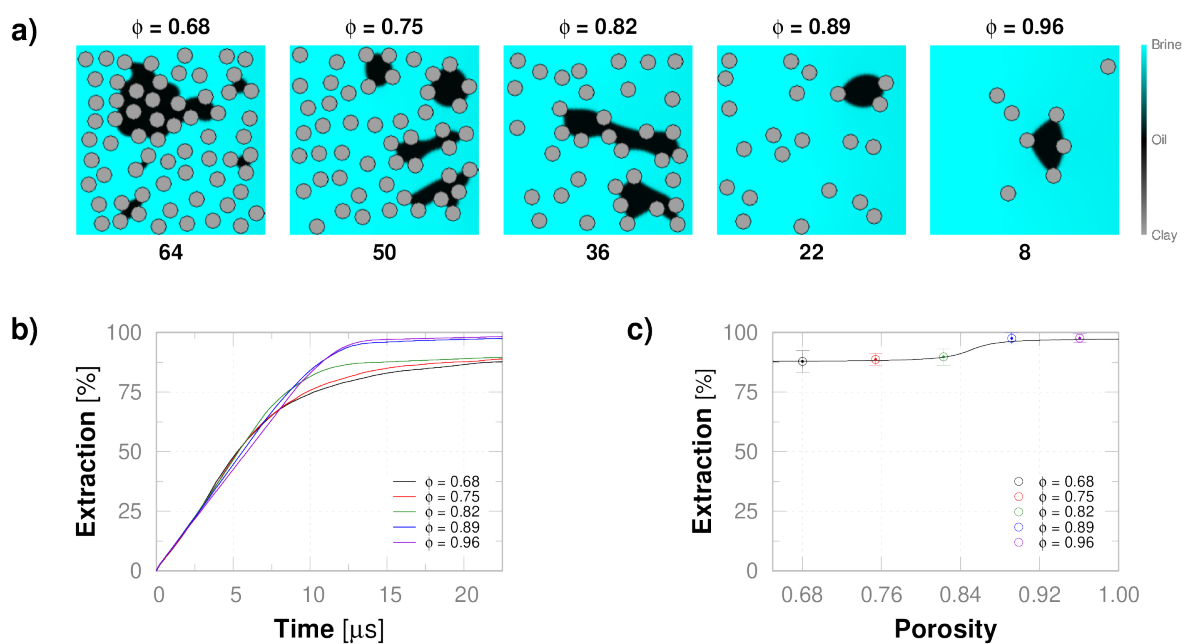 a)
ϕ = 0.68
ϕ = 0.75
ϕ = 0.82
ϕ = 0.89
ϕ = 0.96
Brine
Oil
Clay
64
50
36
22
8
b)
100
75
50
25
0
Extraction [%]
0
5
10
15
20
Time [μs]
ϕ = 0.68
ϕ = 0.75
ϕ = 0.82
ϕ = 0.89
ϕ = 0.96
c)
100
75
50
25
0
Extraction [%]
0.68
0.76
0.84
0.92
1.00
Porosity
ϕ = 0.68
ϕ = 0.75
ϕ = 0.82
ϕ = 0.89
ϕ = 0.96